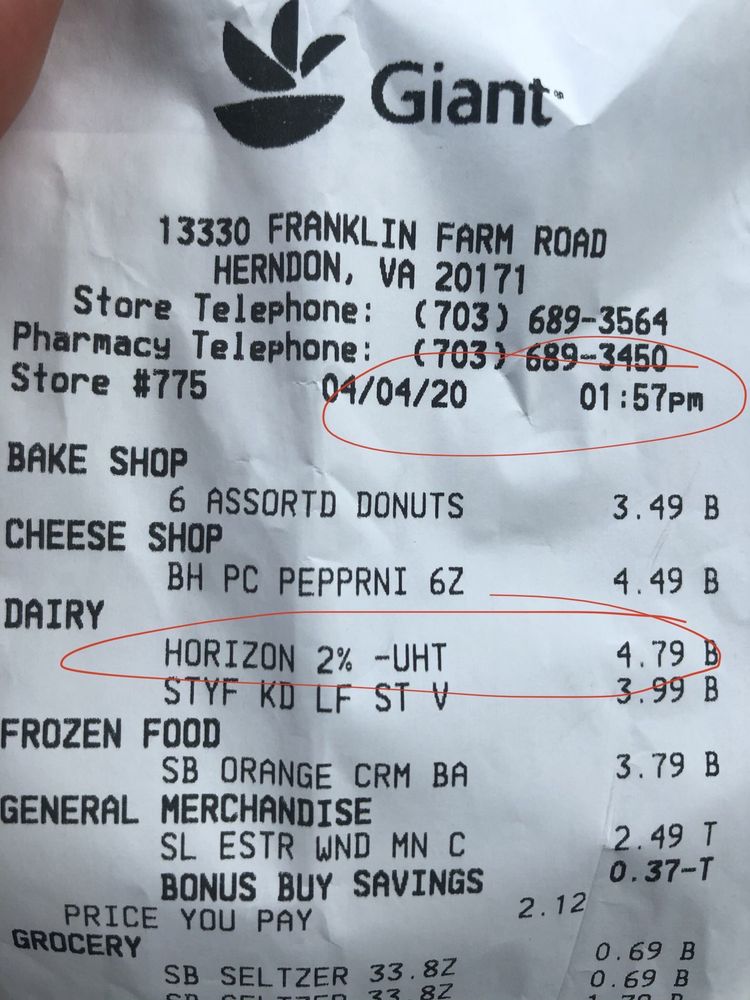 Giant
13330 FRANKLIN FARM ROAD
HERNDON, VA 20171
Store Telephone: (703) 689-3564
Pharmacy Telephone: (703) 689-3450
Store #775 04/04/20 01:57pm
BAKE SHOP
6 ASSORTD DONUTS 3.49 B
CHEESE SHOP
BH PC PEPPRNI 6Z 4.49 B
DAIRY
HORIZON 2% -UHT 4.79 B
STYF KD LF ST V 3.99 B
FROZEN FOOD
SB ORANGE CRM BA 3.79 B
GENERAL MERCHANDISE
SL ESTR WND MN C 2.49 T
BONUS BUY SAVINGS 0.37-T
PRICE YOU PAY 2.12
GROCERY
SB SELTZER 33.8Z 0.69 B
SB SELTZER 33.8Z 0.69 B